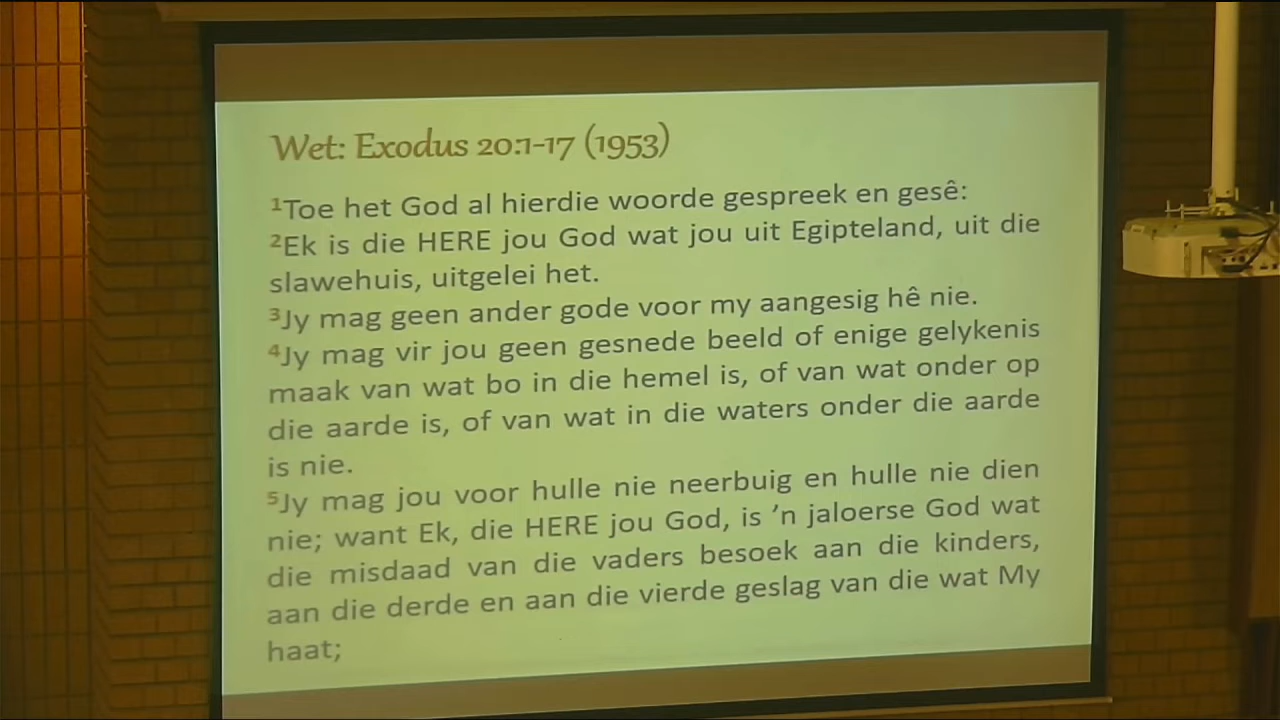 Wet: Exodus 20:1-17 (1953)
¹Toe het God al hierdie woorde gespreek en gesê:
²Ek is die HERE jou God wat jou uit Egipteland, uit die
slawehuis, uitgelei het.
³Jy mag geen ander gode voor my aangesig hê nie.
⁴Jy mag vir jou geen gesnede beeld of enige gelykenis
maak van wat bo in die hemel is, of van wat onder op
die aarde is, of van wat in die waters onder die aarde
is nie.
⁵Jy mag jou voor hulle nie neerbuig en hulle nie dien
nie; want Ek, die HERE jou God, is ’n jaloerse God wat
die misdaad van die vaders besoek aan die kinders,
aan die derde en aan die vierde geslag van die wat My
haat;